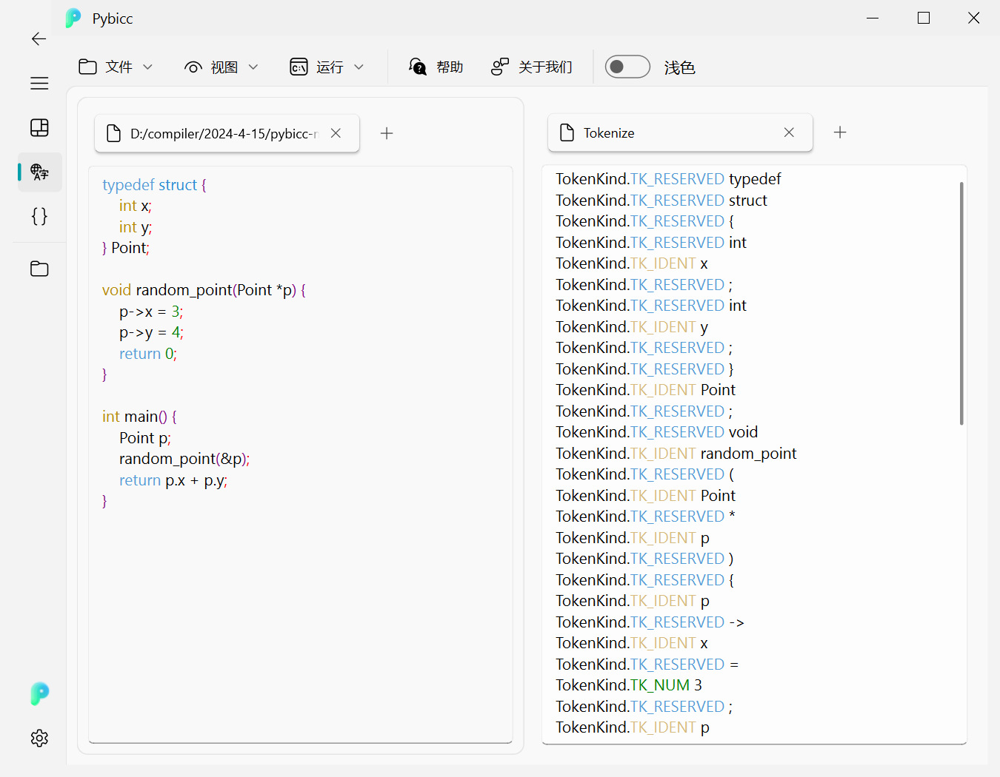 Pybicc
文件 视图 运行 帮助 关于我们 浅色
D:/compiler/2024-4-15/pybicc-
typedef struct {
    int x;
    int y;
} Point;

void random_point(Point *p) {
    p->x = 3;
    p->y = 4;
    return 0;
}

int main() {
    Point p;
    random_point(&p);
    return p.x + p.y;
}
Tokenize
TokenKind.TK_RESERVED typedef
TokenKind.TK_RESERVED struct
TokenKind.TK_RESERVED {
TokenKind.TK_RESERVED int
TokenKind.TK_IDENT x
TokenKind.TK_RESERVED ;
TokenKind.TK_RESERVED int
TokenKind.TK_IDENT y
TokenKind.TK_RESERVED ;
TokenKind.TK_RESERVED }
TokenKind.TK_IDENT Point
TokenKind.TK_RESERVED ;
TokenKind.TK_RESERVED void
TokenKind.TK_IDENT random_point
TokenKind.TK_RESERVED (
TokenKind.TK_IDENT Point
TokenKind.TK_RESERVED *
TokenKind.TK_IDENT p
TokenKind.TK_RESERVED )
TokenKind.TK_RESERVED {
TokenKind.TK_IDENT p
TokenKind.TK_RESERVED ->
TokenKind.TK_IDENT x
TokenKind.TK_RESERVED =
TokenKind.TK_NUM 3
TokenKind.TK_RESERVED ;
TokenKind.TK_IDENT p